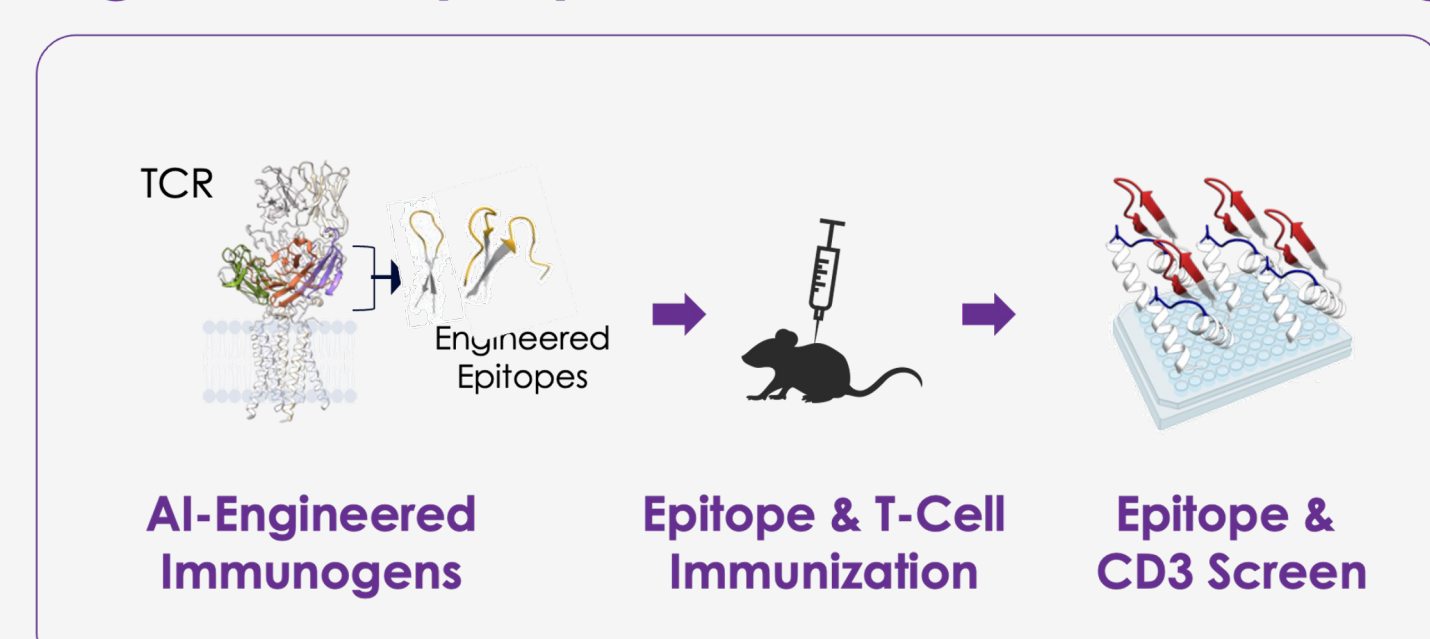 TCR
Engineered
Epitopes
AI-Engineered
Immunogens
Epitope & T-Cell
Immunization
Epitope &
CD3 Screen